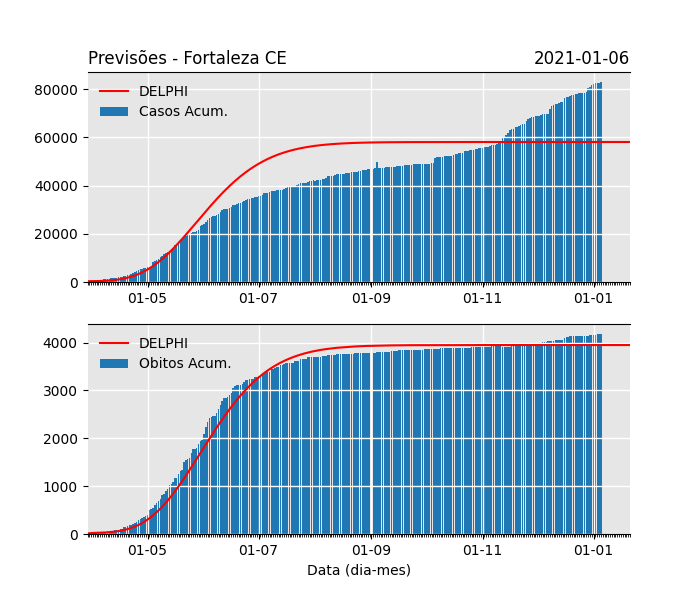 Previsões - Fortaleza CE 2021-01-06
DELPHI
Casos Acum.
80000
60000
40000
20000
0
01-05 01-07 01-09 01-11 01-01
DELPHI
Obitos Acum.
4000
3000
2000
1000
0
01-05 01-07 01-09 01-11 01-01
Data (dia-mes)